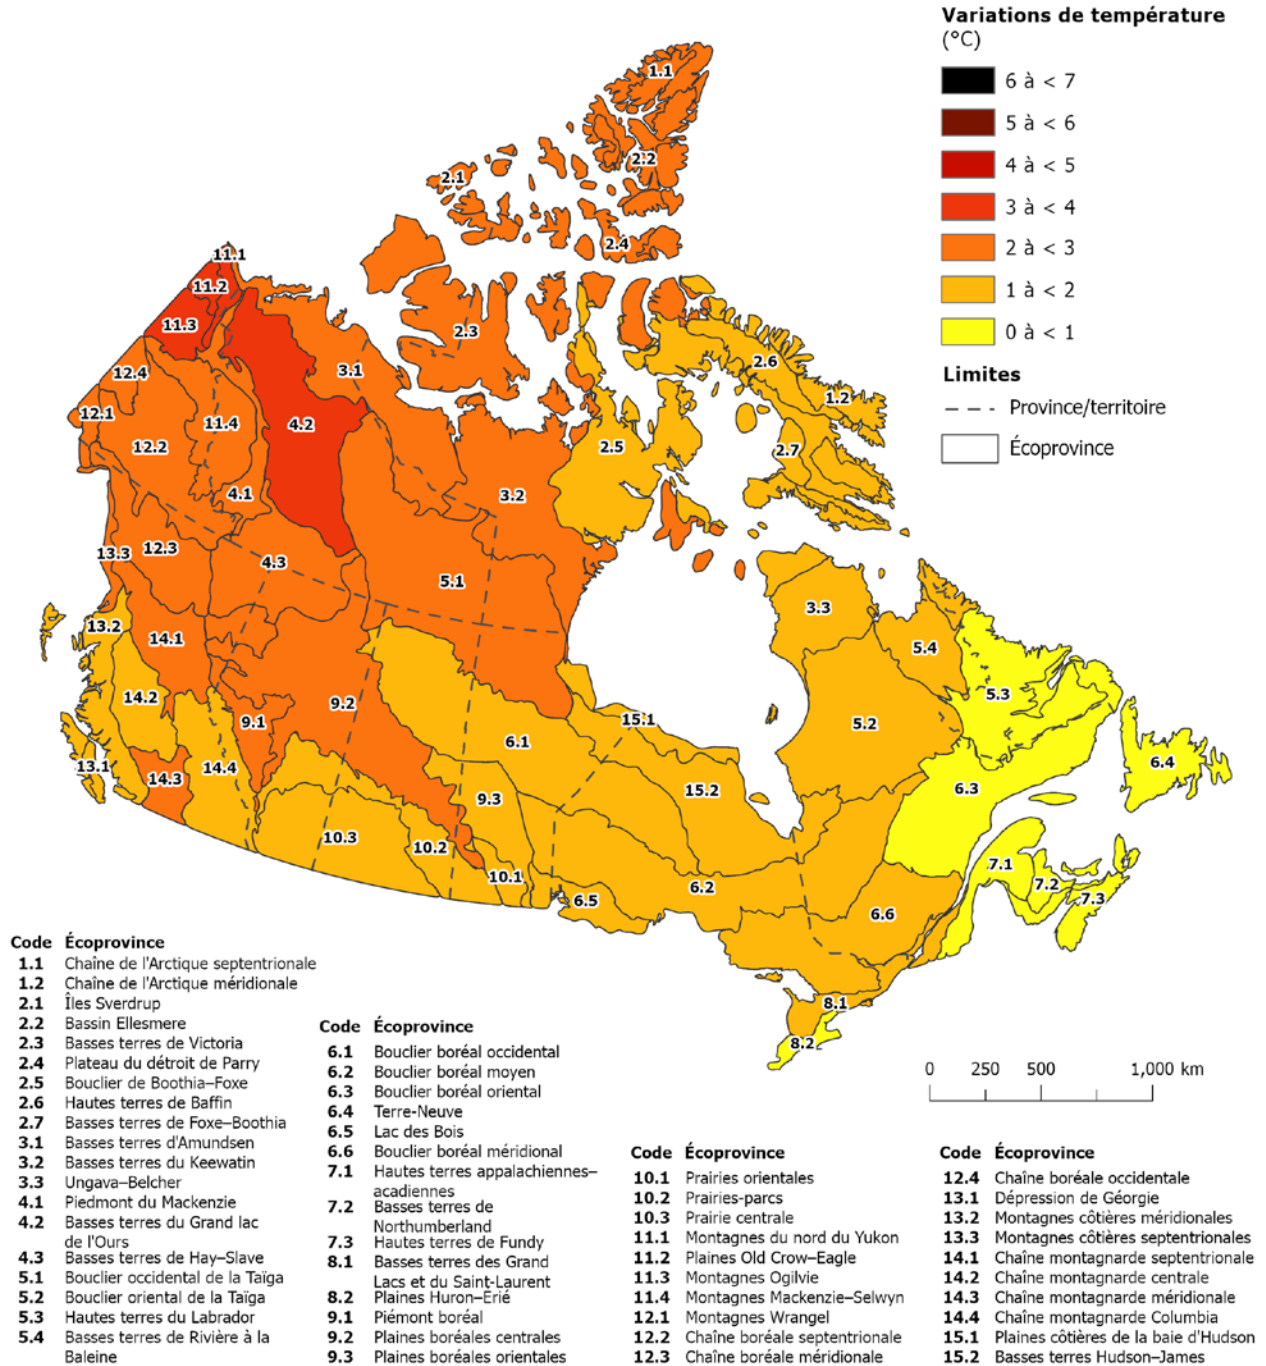 Variations de température
(°C)
6 à < 7
5 à < 6
4 à < 5
3 à < 4
2 à < 3
1 à < 2
0 à < 1
Limites
Province/territoire
Écoprovince
1.1
2.2
2.1
2.4
11.1
11.2
11.3
2.3
12.4
3.1
2.6
1.2
12.1
11.4
4.2
12.2
2.5
2.7
4.1
3.2
13.3
12.3
4.3
5.1
3.3
13.2
14.1
5.4
14.2
9.1
9.2
5.3
15.1
5.2
6.1
13.1
14.3
14.4
6.4
9.3
15.2
6.3
10.3
10.2
7.1
10.1
6.5
6.2
7.2
7.3
6.6
8.1
8.2
0 250 500 1,000 km
Code Écoprovince
1.1 Chaîne de l'Arctique septentrionale
1.2 Chaîne de l'Arctique méridionale
2.1 Îles Sverdrup
2.2 Bassin Ellesmere
2.3 Basses terres de Victoria
2.4 Plateau du détroit de Parry
2.5 Bouclier de Boothia–Foxe
2.6 Hautes terres de Baffin
2.7 Basses terres de Foxe–Boothia
3.1 Basses terres d'Amundsen
3.2 Basses terres du Keewatin
3.3 Ungava–Belcher
4.1 Piedmont du Mackenzie
4.2 Basses terres du Grand lac
de l'Ours
4.3 Basses terres de Hay–Slave
5.1 Bouclier occidental de la Taïga
5.2 Bouclier oriental de la Taïga
5.3 Hautes terres du Labrador
5.4 Basses terres de Rivière à la
Baleine
Code Écoprovince
6.1 Bouclier boréal occidental
6.2 Bouclier boréal moyen
6.3 Bouclier boréal oriental
6.4 Terre-Neuve
6.5 Lac des Bois
6.6 Bouclier boréal méridional
7.1 Hautes terres appalachiennes–
acadiennes
7.2 Basses terres de
Northumberland
7.3 Hautes terres de Fundy
8.1 Basses terres des Grand
Lacs et du Saint-Laurent
8.2 Plaines Huron–Érié
9.1 Piémont boréal
9.2 Plaines boréales centrales
9.3 Plaines boréales orientales
Code Écoprovince
10.1 Prairies orientales
10.2 Prairies-parcs
10.3 Prairie centrale
11.1 Montagnes du nord du Yukon
11.2 Plaines Old Crow–Eagle
11.3 Montagnes Ogilvie
11.4 Montagnes Mackenzie–Selwyn
12.1 Montagnes Wrangel
12.2 Chaîne boréale septentrionale
12.3 Chaîne boréale méridionale
Code Écoprovince
12.4 Chaîne boréale occidentale
13.1 Dépression de Géorgie
13.2 Montagnes côtières méridionales
13.3 Montagnes côtières septentrionales
14.1 Chaîne montagnarde septentrionale
14.2 Chaîne montagnarde centrale
14.3 Chaîne montagnarde méridionale
14.4 Chaîne montagnarde Columbia
15.1 Plaines côtières de la baie d'Hudson
15.2 Basses terres Hudson–James